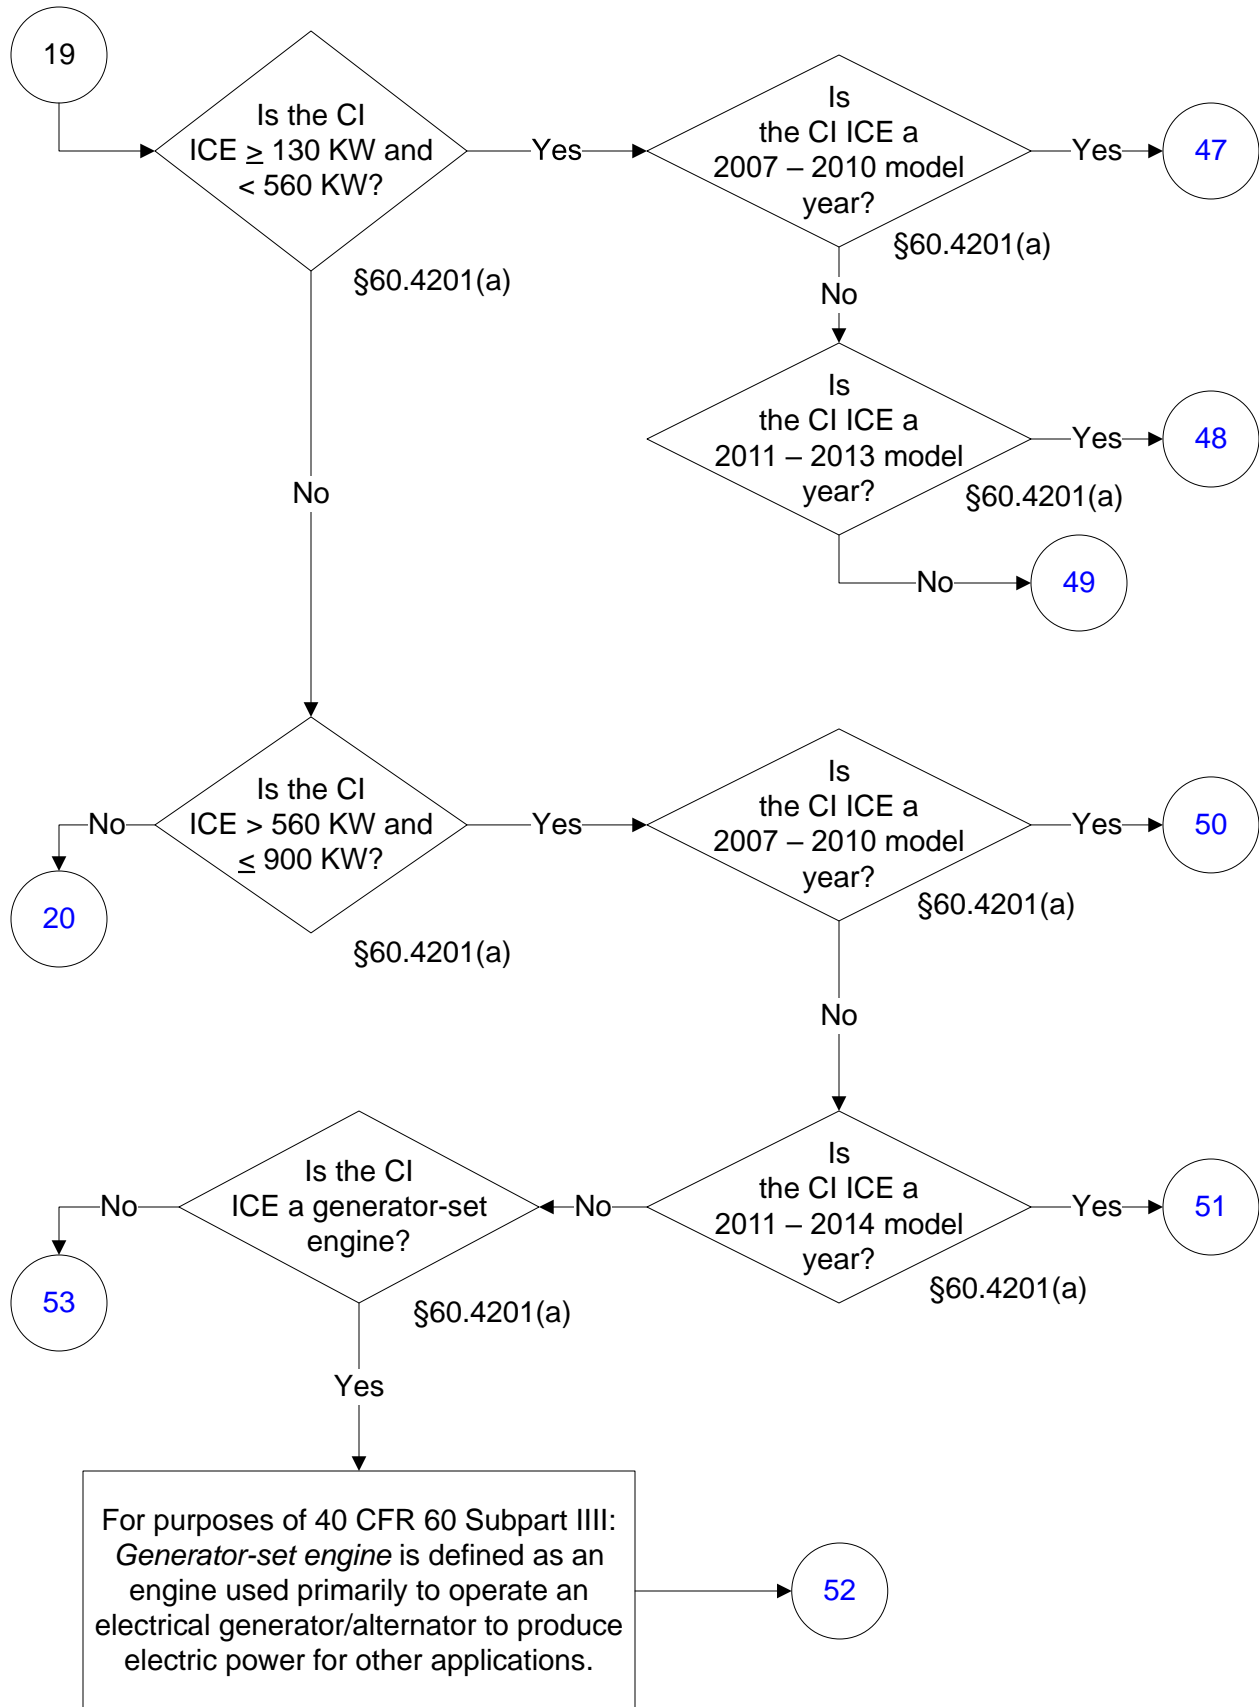 19
Is the CI
ICE ≥ 130 KW and
< 560 KW?
Yes
Is
the CI ICE a
2007 – 2010 model
year?
Yes
47
§60.4201(a)
§60.4201(a)
No
Is
the CI ICE a
2011 – 2013 model
year?
Yes
48
§60.4201(a)
No
No
49
Is the CI
ICE > 560 KW and
≤ 900 KW?
No
20
Yes
§60.4201(a)
Is
the CI ICE a
2007 – 2010 model
year?
Yes
50
§60.4201(a)
No
Is
the CI ICE a
2011 – 2014 model
year?
Yes
51
§60.4201(a)
No
Is the CI
ICE a generator-set
engine?
No
53
§60.4201(a)
Yes
For purposes of 40 CFR 60 Subpart IIII:
Generator-set engine is defined as an
engine used primarily to operate an
electrical generator/alternator to produce
electric power for other applications.
52